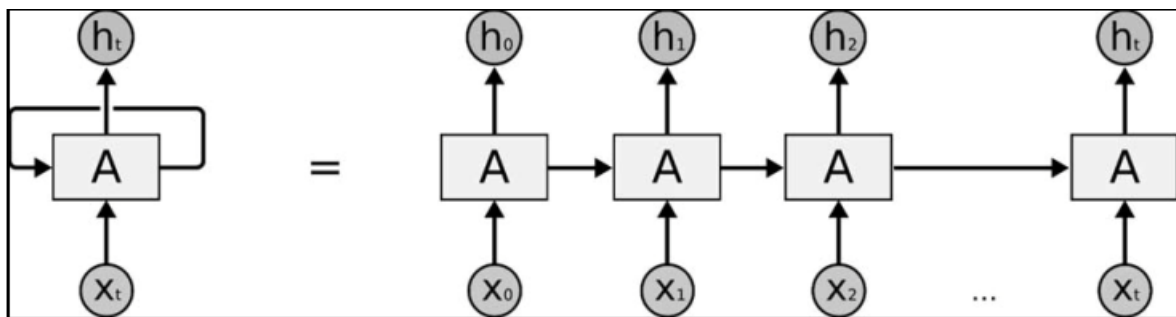 hₜ h₀ h₁ h₂ hₜ
A = A A A A
xₜ x₀ x₁ x₂ ... xₜ